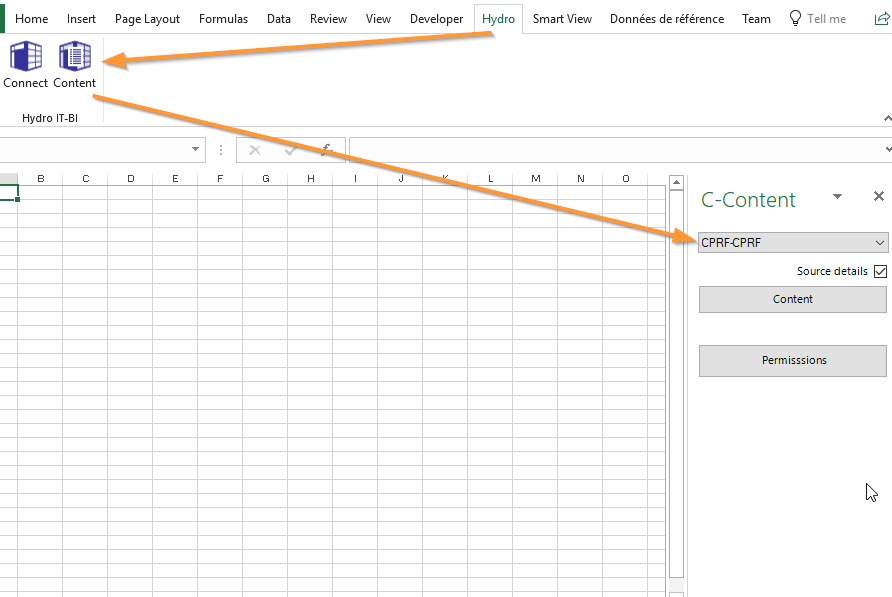 Home Insert Page Layout Formulas Data Review View Developer Hydro Smart View Données de référence Team Tell me
Connect Content
Hydro IT-BI
fx
B C D E F G H I J K L M N O
C-Content
CPRF-CPRF
Source details
Content
Permisssions